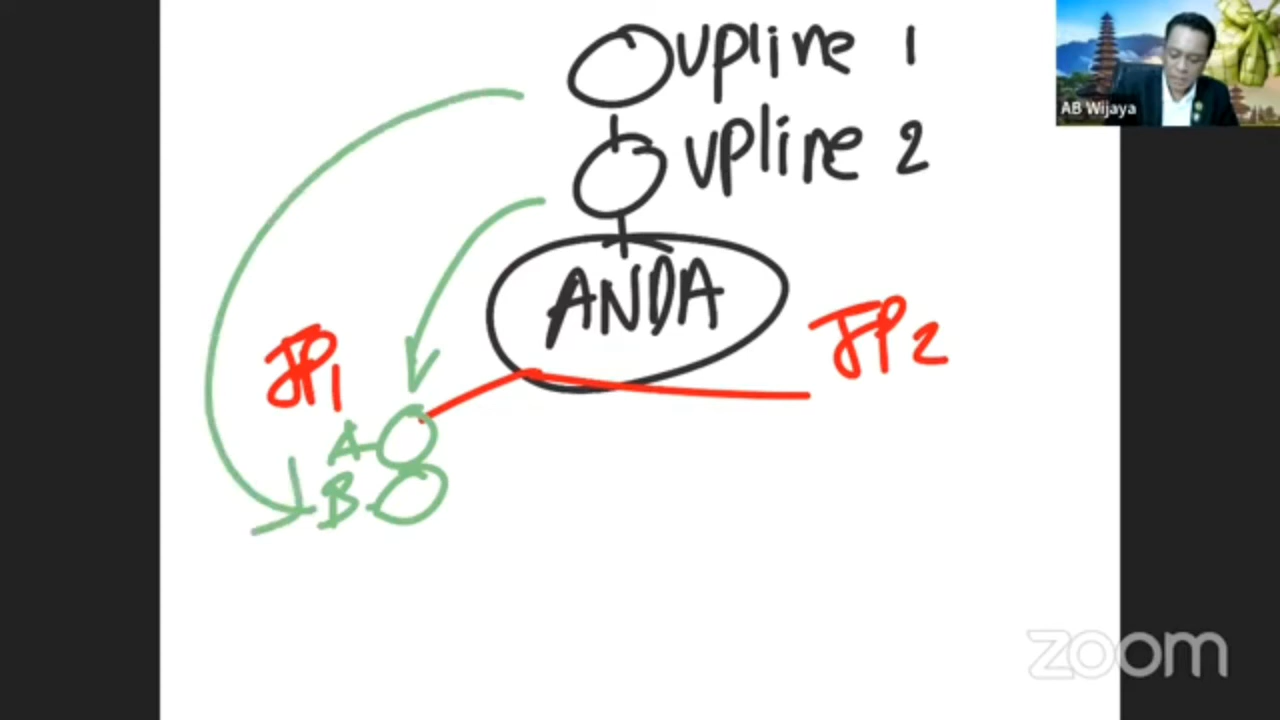 upline 1
AB Wijaya
upline 2
ANDA
JP1
JP2
A
B
zoom